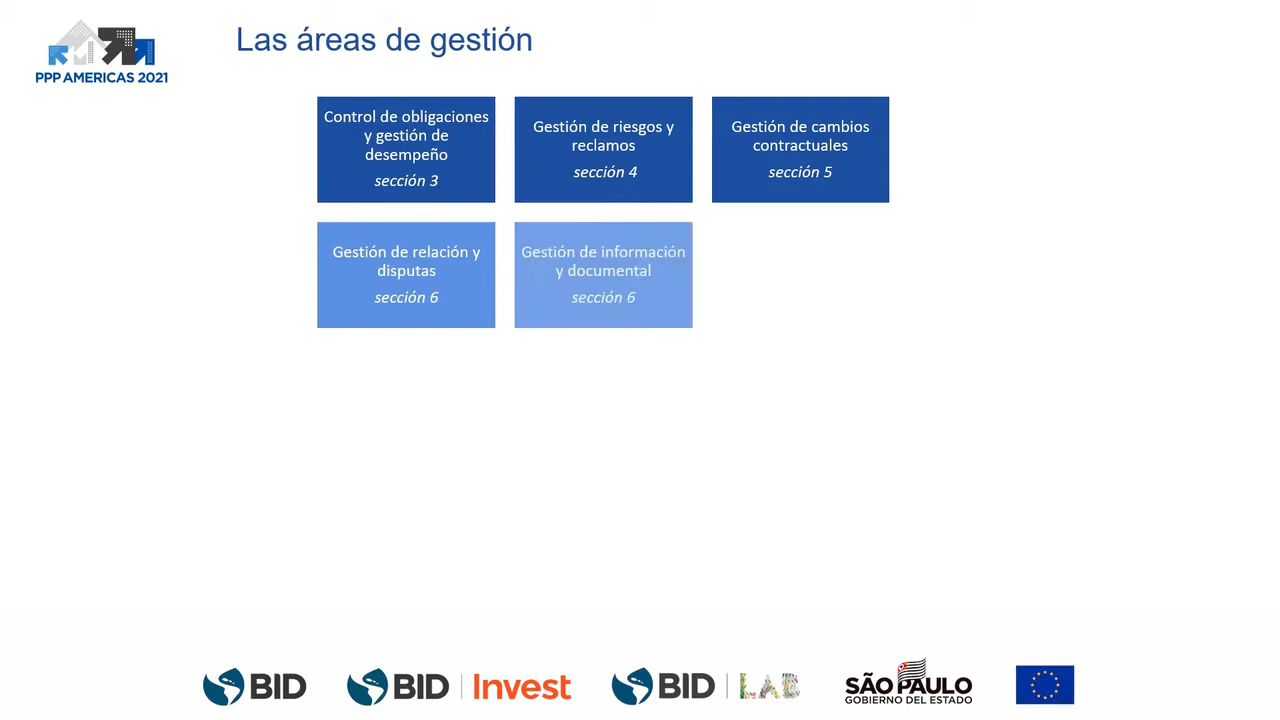 PPP AMERICAS 2021
Las áreas de gestión
Control de obligaciones
y gestión de
desempeño
sección 3
Gestión de riesgos y
reclamos
sección 4
Gestión de cambios
contractuales
sección 5
Gestión de relación y
disputas
sección 6
Gestión de información
y documental
sección 6
BID
BID Invest
BID LAB
SÃO PAULO
GOBIERNO DEL ESTADO